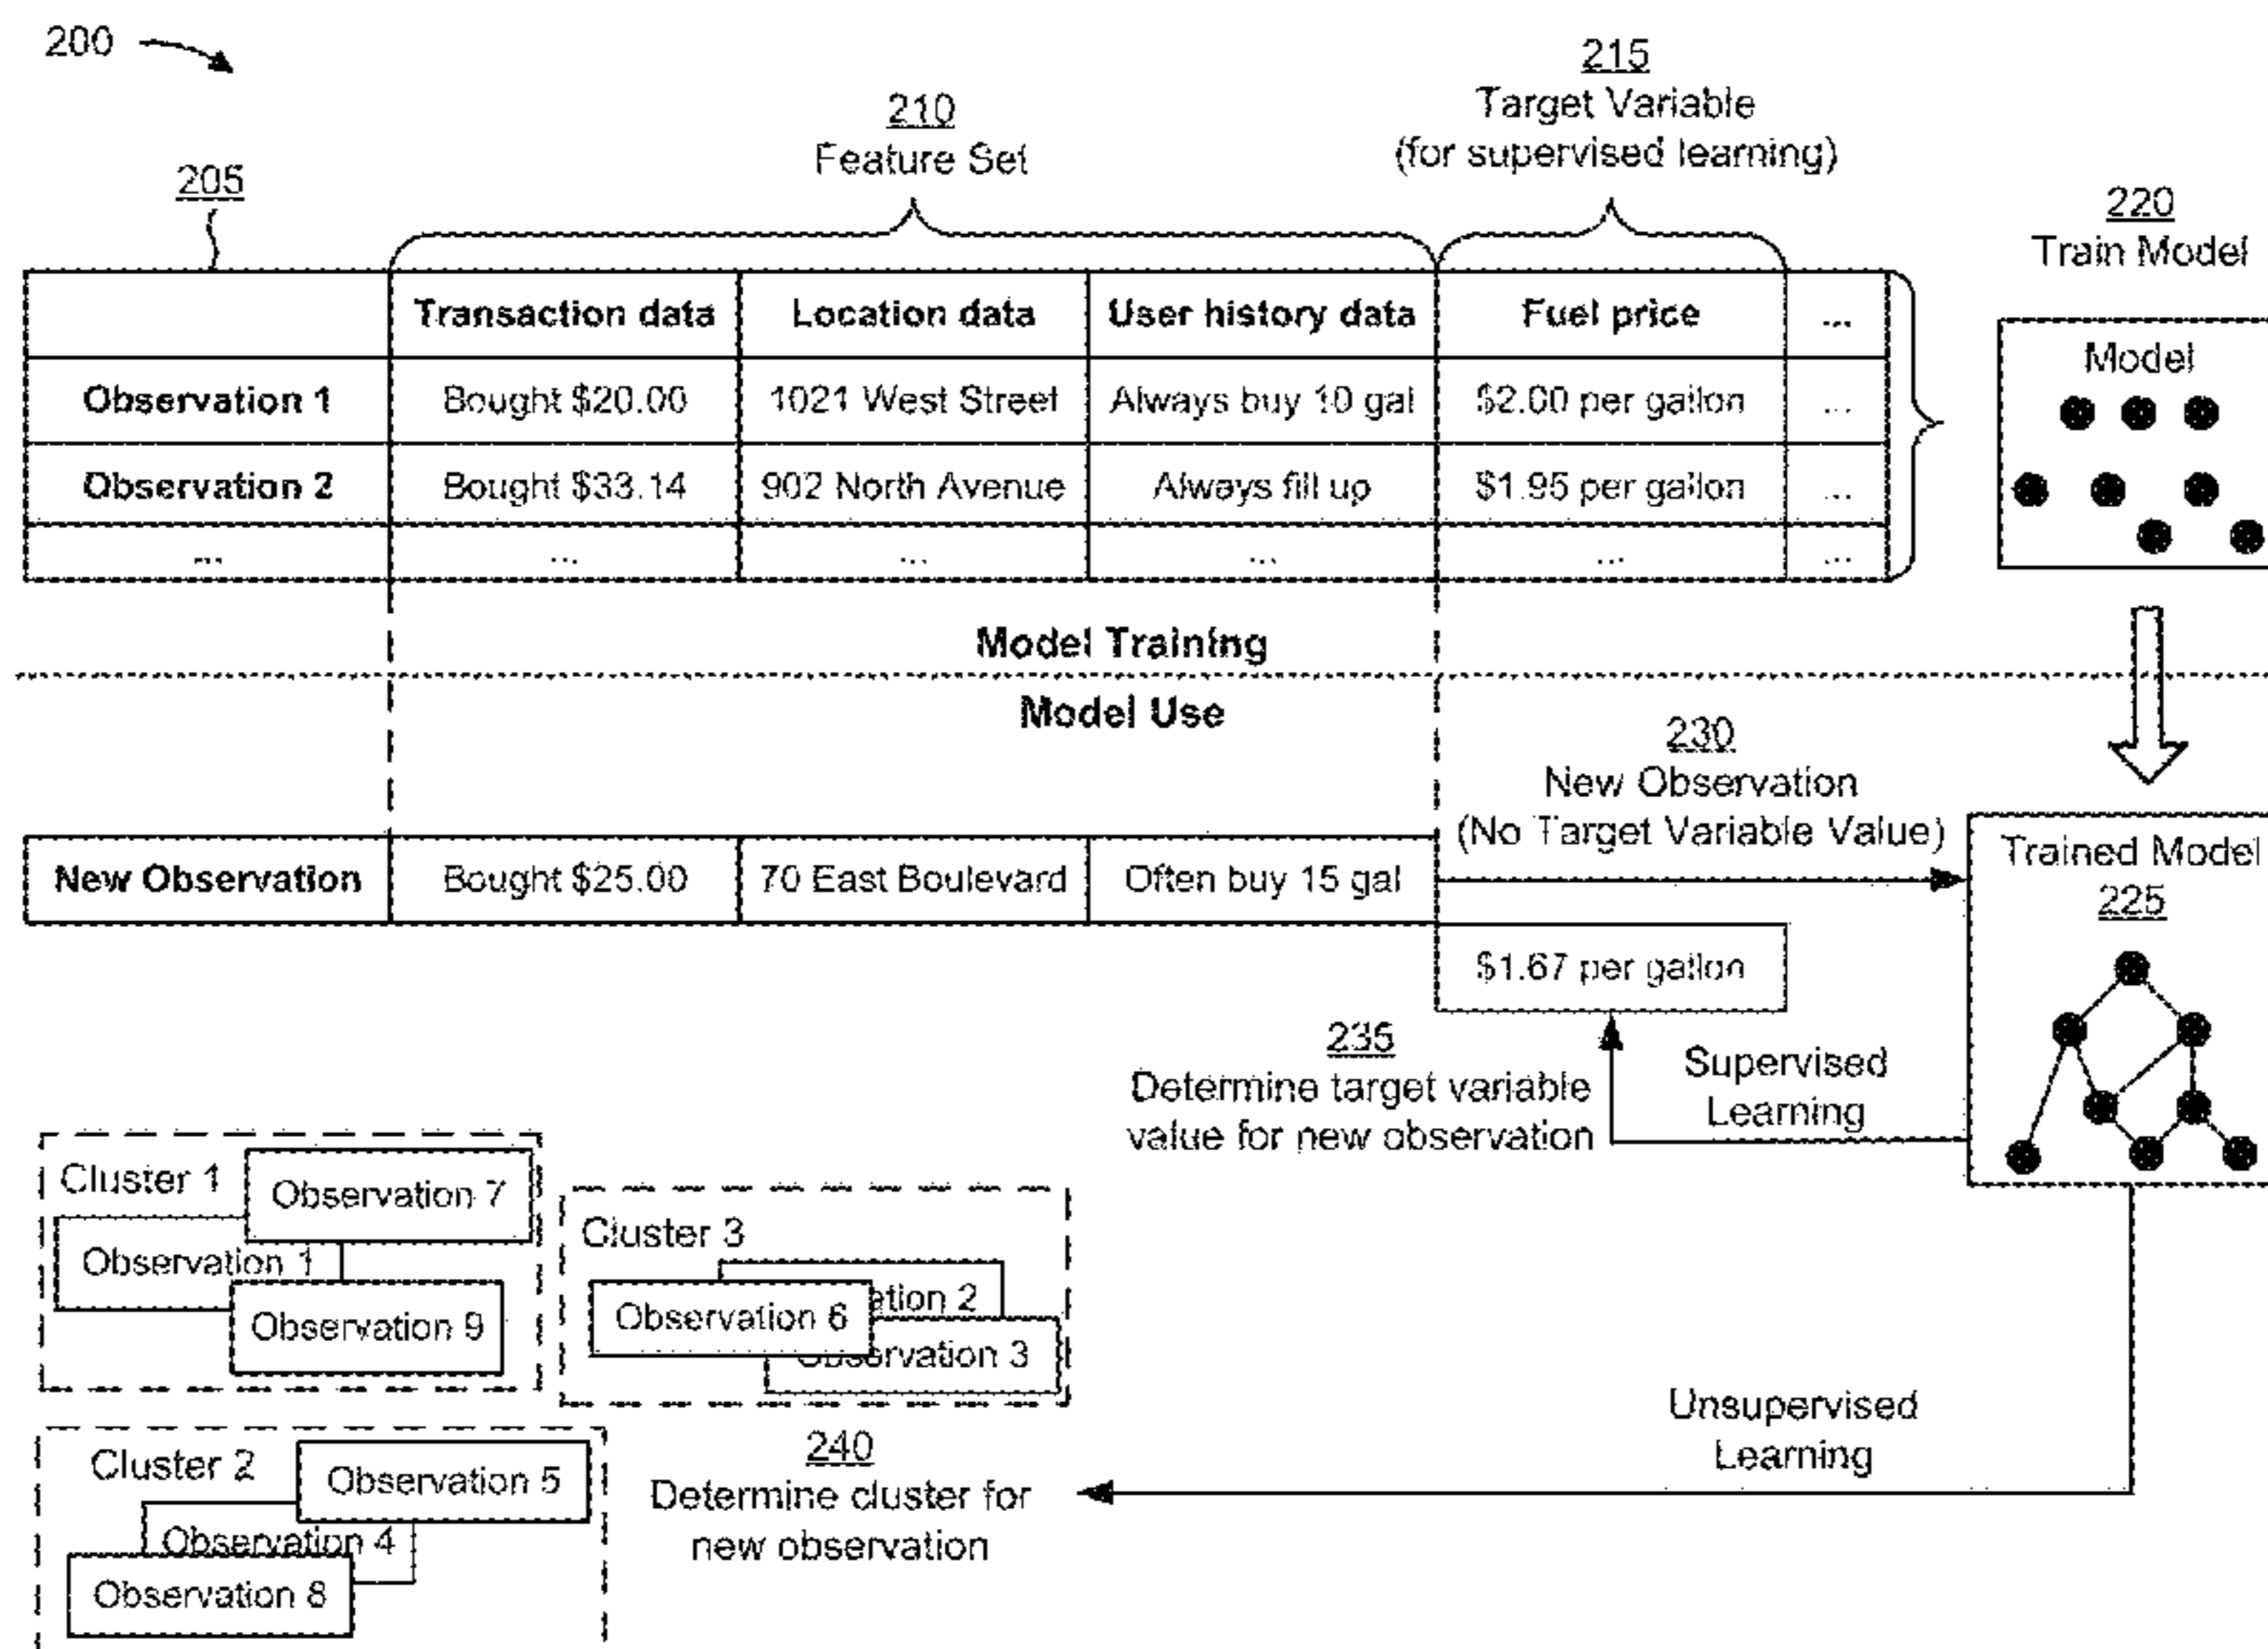 200
215
Target Variable
(for supervised learning)
210
Feature Set
205
220
Train Model
Transaction data Location data User history data Fuel price ...
Observation 1 Bought $20.00 1021 West Street Always buy 10 gal $2.00 per gallon ...
Observation 2 Bought $33.14 902 North Avenue Always fill up $1.95 per gallon ...
... ... ... ... ... ...
Model
Model Training
Model Use
230
New Observation
(No Target Variable Value)
New Observation Bought $25.00 70 East Boulevard Often buy 15 gal
Trained Model
225
$1.67 per gallon
235
Determine target variable
value for new observation
Supervised
Learning
Cluster 1
Observation 7
Observation 1
Observation 9
Cluster 3
ation 2
Observation 6
servation 3
Unsupervised
Learning
Cluster 2
Observation 5
Observation 4
Observation 8
240
Determine cluster for
new observation